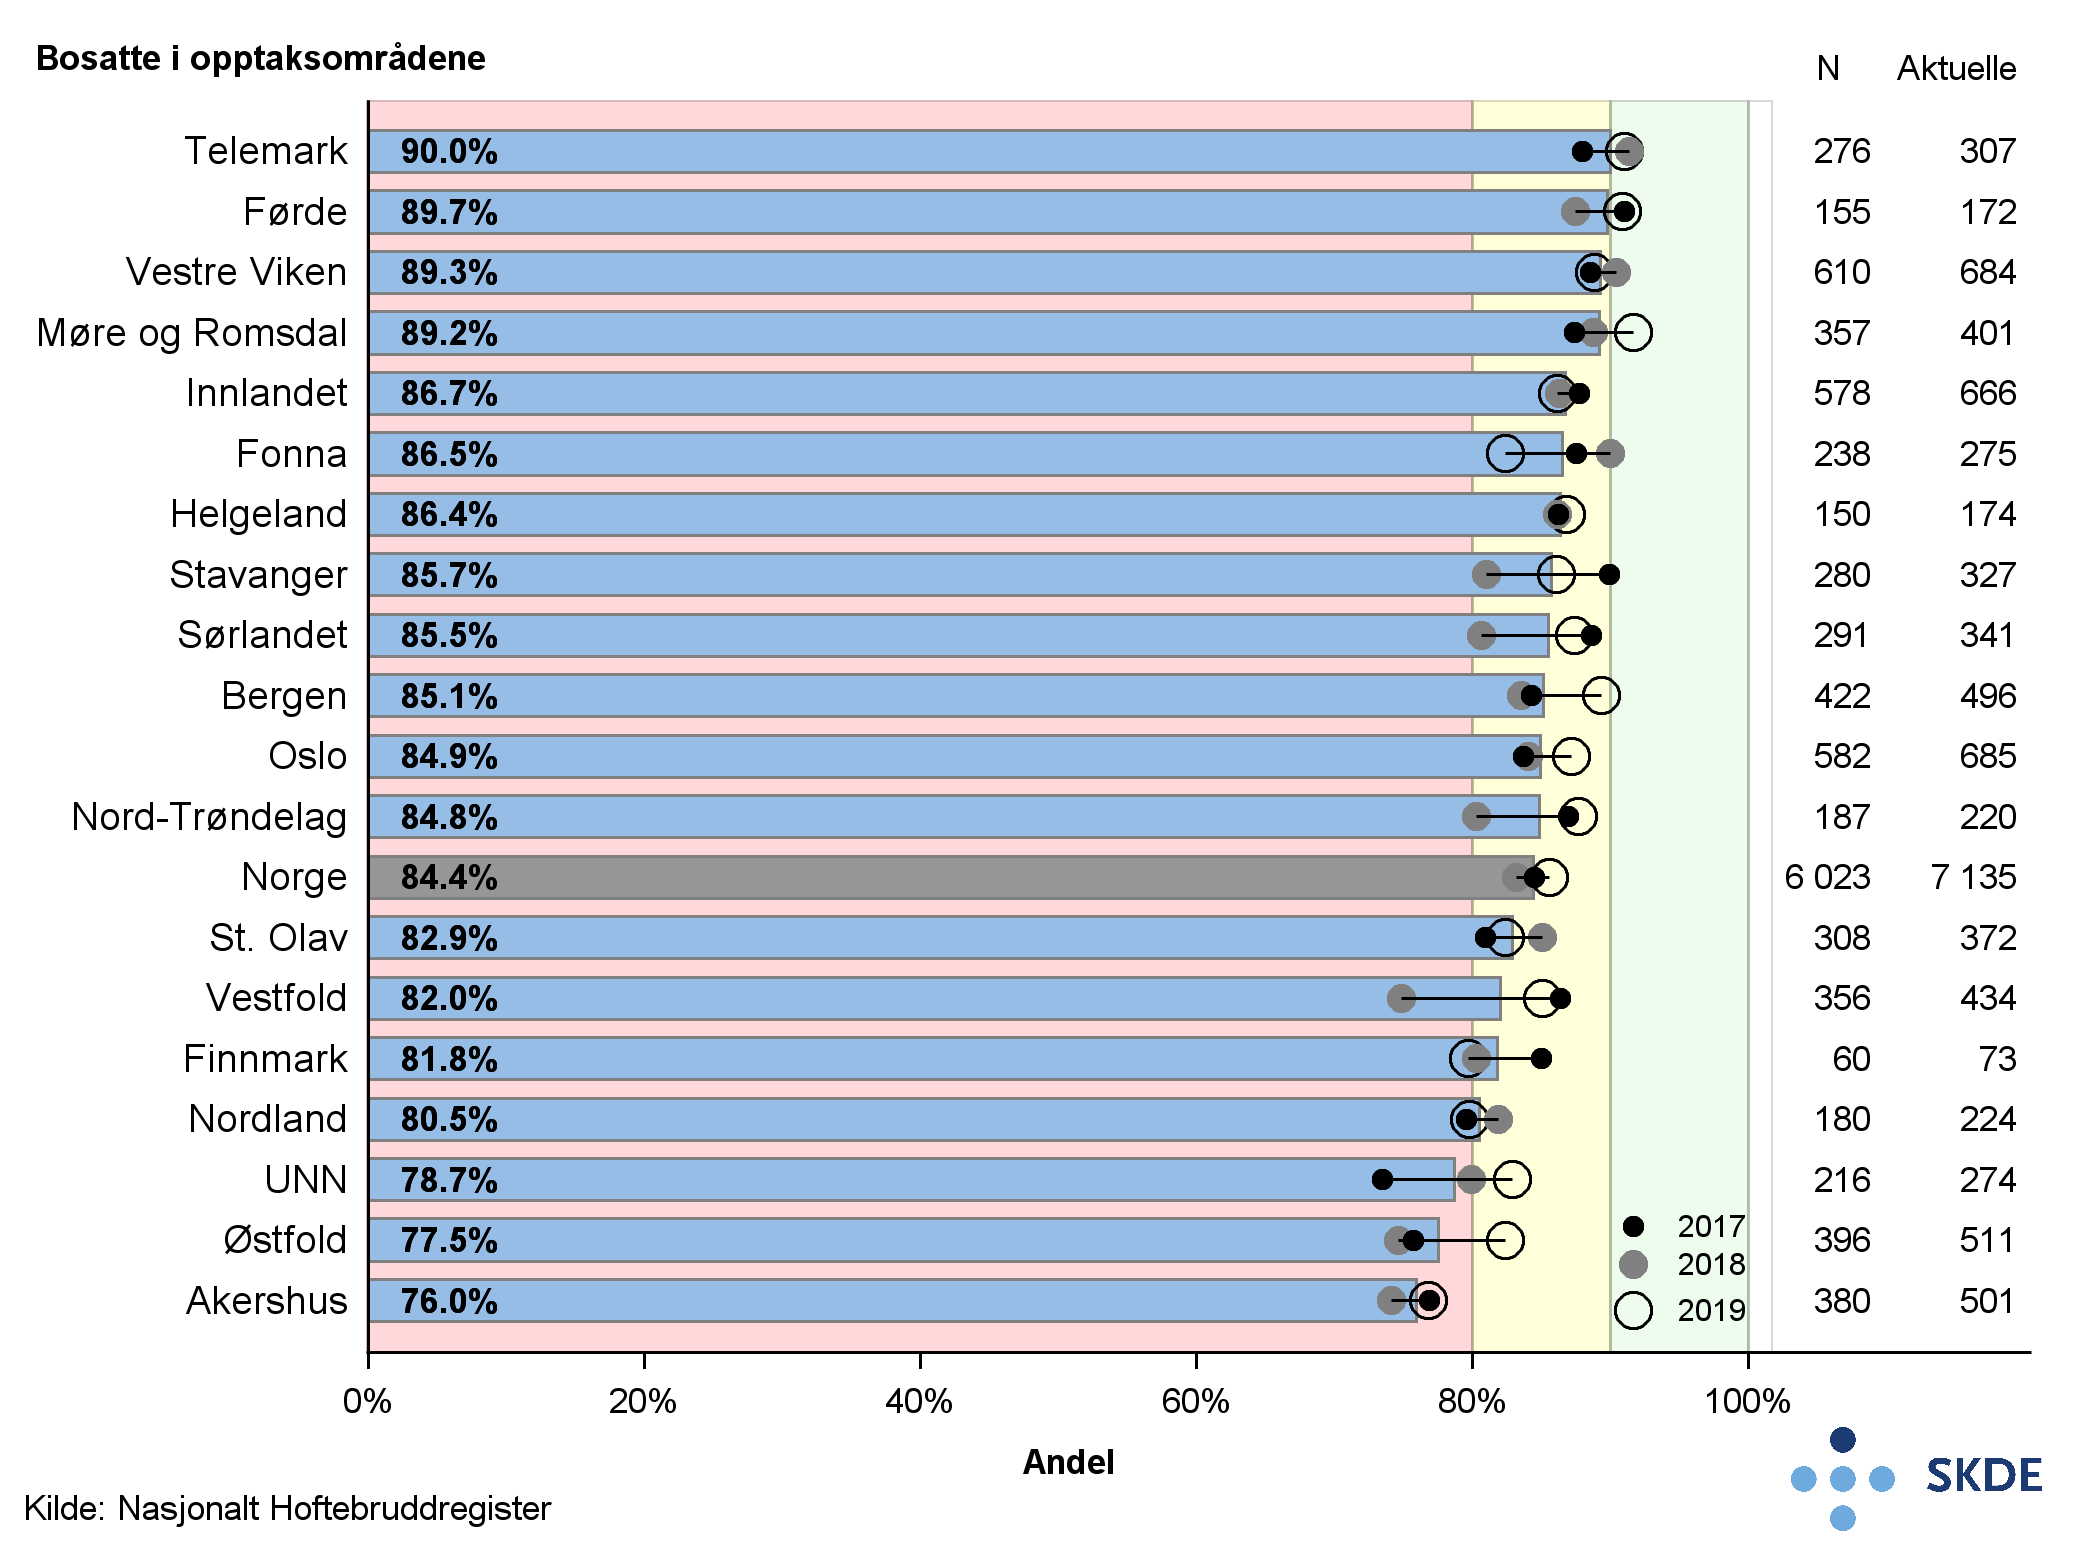 Bosatte i opptaksområdene
N Aktuelle
Telemark 90.0% 276 307
Førde 89.7% 155 172
Vestre Viken 89.3% 610 684
Møre og Romsdal 89.2% 357 401
Innlandet 86.7% 578 666
Fonna 86.5% 238 275
Helgeland 86.4% 150 174
Stavanger 85.7% 280 327
Sørlandet 85.5% 291 341
Bergen 85.1% 422 496
Oslo 84.9% 582 685
Nord-Trøndelag 84.8% 187 220
Norge 84.4% 6 023 7 135
St. Olav 82.9% 308 372
Vestfold 82.0% 356 434
Finnmark 81.8% 60 73
Nordland 80.5% 180 224
UNN 78.7% 216 274
Østfold 77.5% 396 511
Akershus 76.0% 380 501
2017
2018
2019
0% 20% 40% 60% 80% 100%
Andel
Kilde: Nasjonalt Hoftebruddregister
SKDE